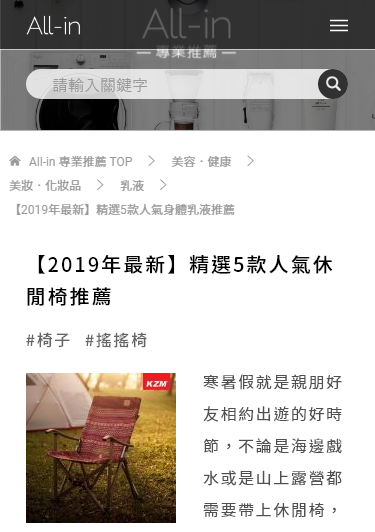 All-in
All-in
專業推薦
請輸入關鍵字
All-in 專業推薦 TOP > 美容・健康 >
美妝・化妝品 > 乳液 >
【2019年最新】精選5款人氣身體乳液推薦
【2019年最新】精選5款人氣休
閒椅推薦
#椅子 #搖搖椅
KZM
寒暑假就是親朋好
友相約出遊的好時
節，不論是海邊戲
水或是山上露營都
需要帶上休閒椅，